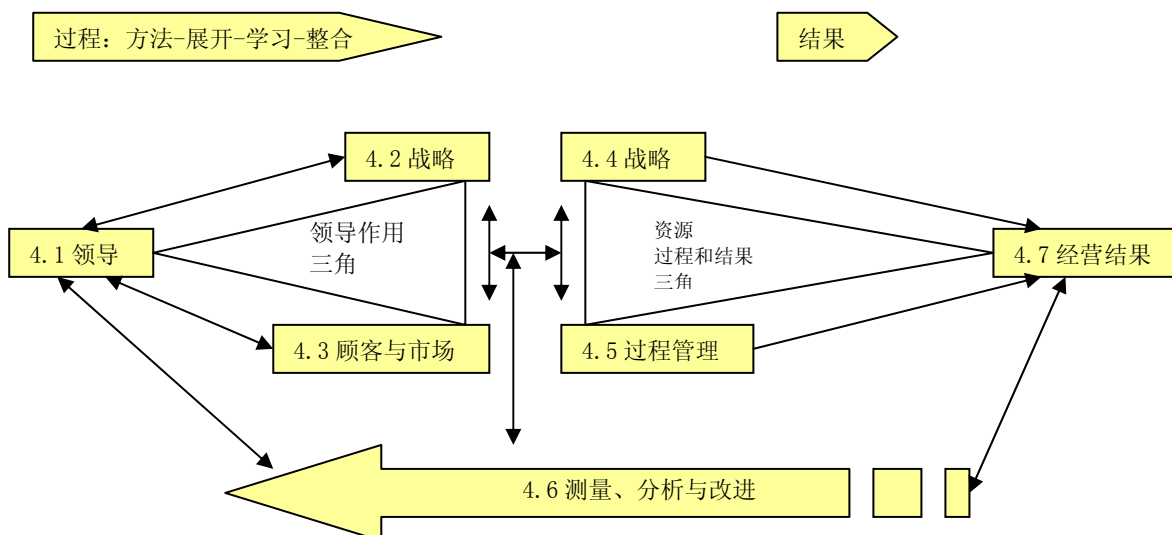 过程：方法-展开-学习-整合
结果
4.2 战略
4.4 战略
领导作用
三角
资源
过程和结果
三角
4.1 领导
4.7 经营结果
4.3 顾客与市场
4.5 过程管理
4.6 测量、分析与改进